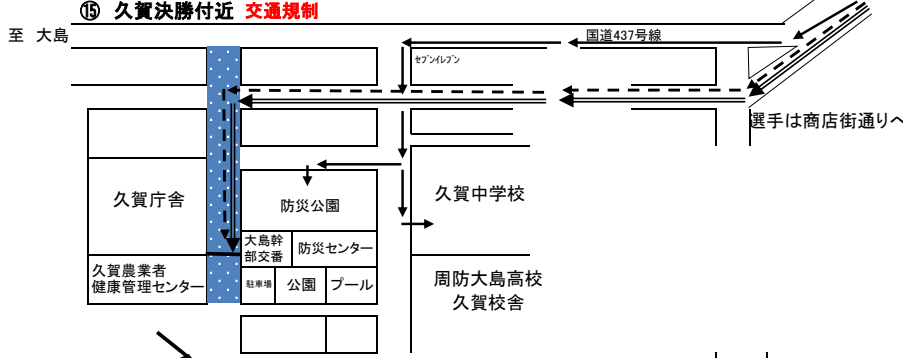 ⑮ 久賀決勝付近 交通規制
至 大島
国道437号線
セブンイレブン
選手は商店街通りへ
久賀庁舎
防災公園
久賀中学校
大島幹
部交番
防災センター
久賀農業者
健康管理センター
駐車場
公園
プール
周防大島高校
久賀校舎